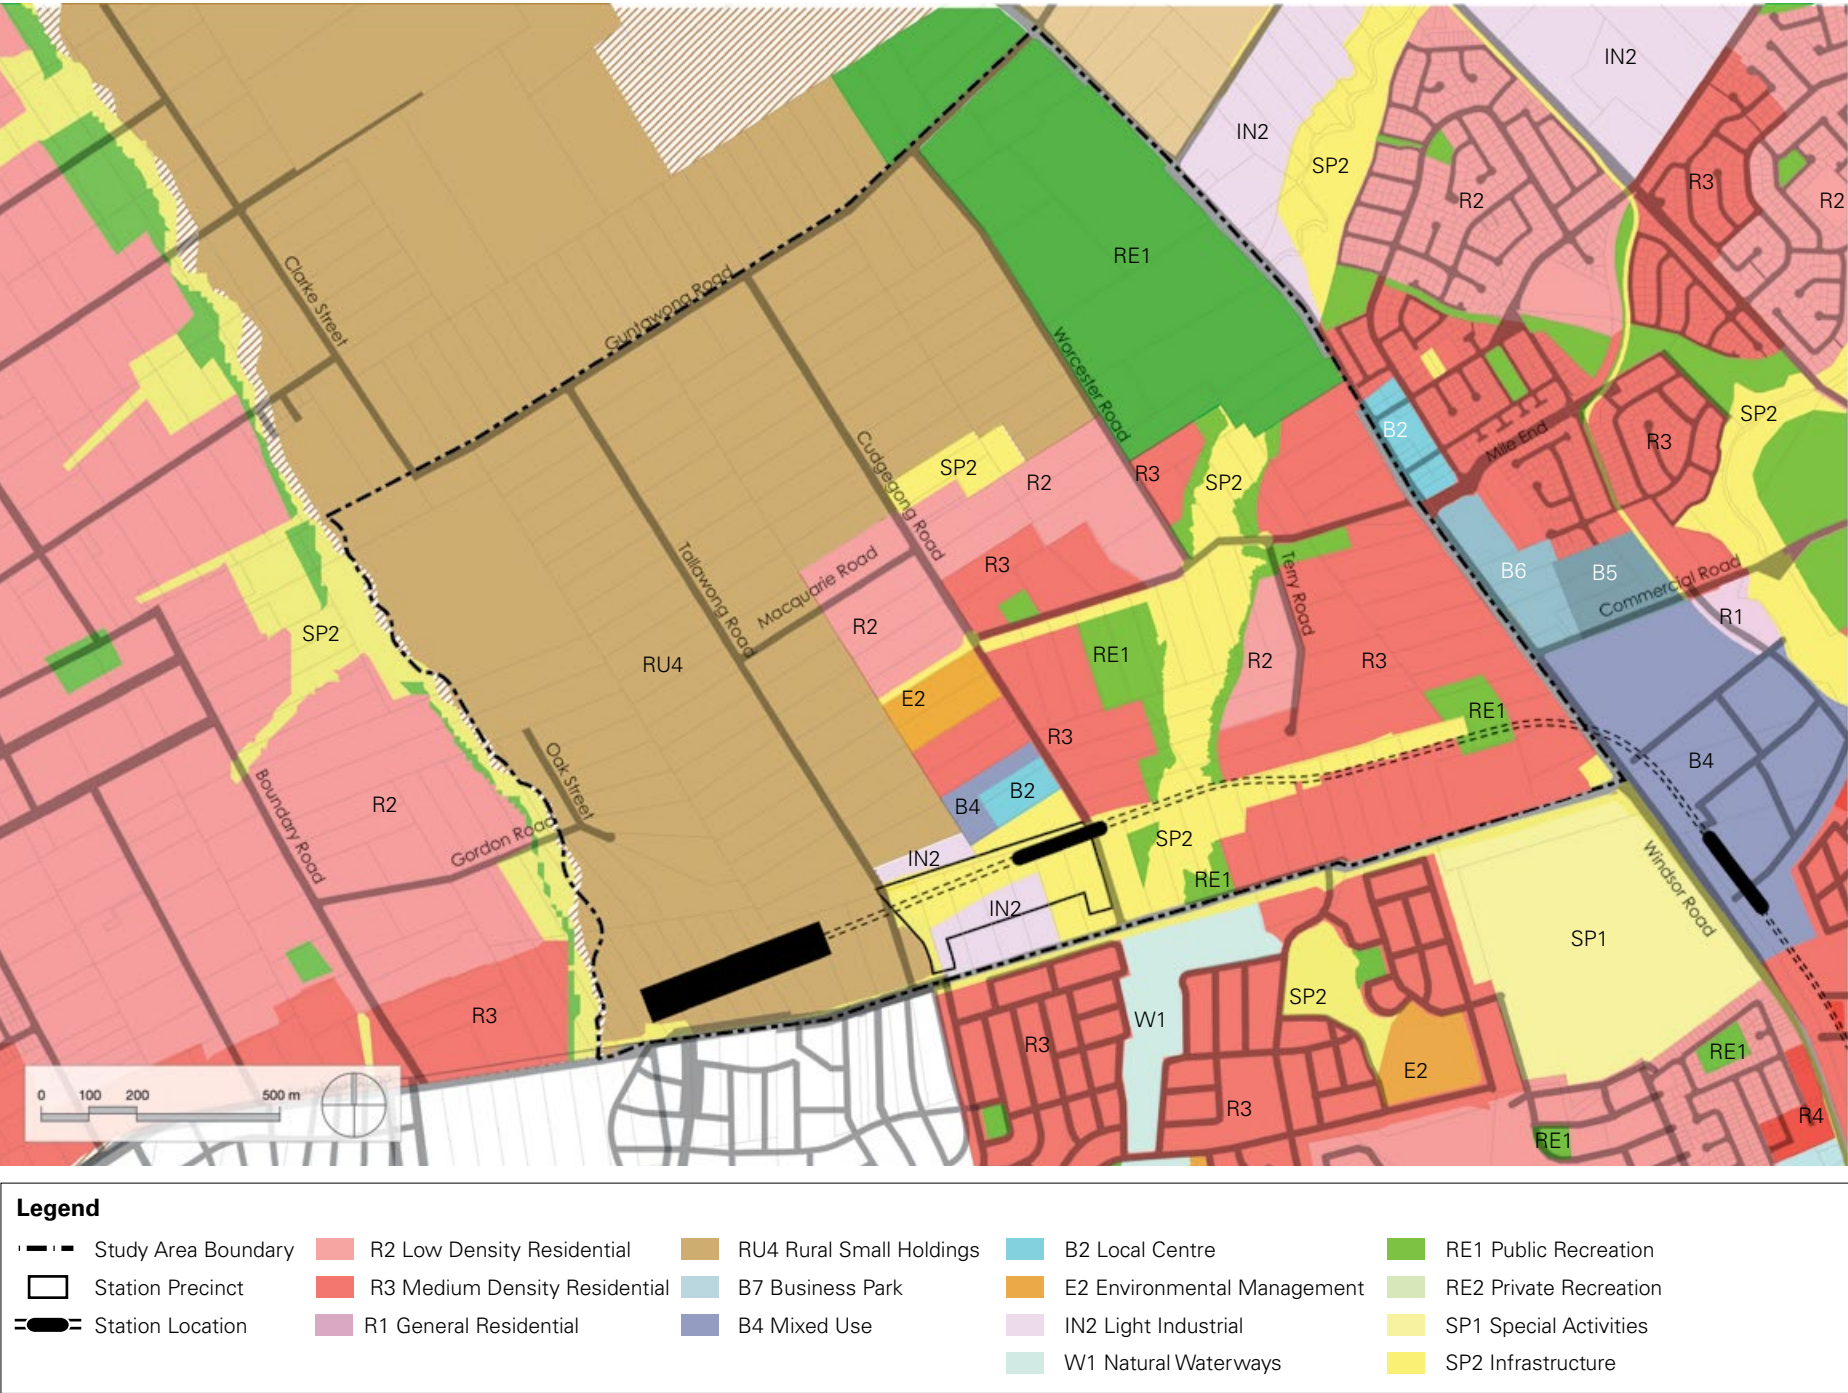 IN2
IN2
SP2
R3
R2
R2
RE1
Clarke Street
Guntawong Road
Worcester Road
SP2
B2
Mile End
R3
Cudgegong Road
SP2
R2
R3
SP2
Tallawong Road
Macquarie Road
R3
Terry Road
B6
B5
Commercial Road
R1
SP2
R2
RU4
RE1
R2
R3
E2
RE1
R3
Oak Street
B4
B2
B4
Boundary Road
R2
Gordon Road
IN2
SP2
RE1
Windsor Road
IN2
SP1
SP2
R3
R3
W1
E2
RE1
R3
R4
RE1
0 100 200 500 m
Legend
Study Area Boundary
Station Precinct
Station Location
R2 Low Density Residential
R3 Medium Density Residential
R1 General Residential
RU4 Rural Small Holdings
B7 Business Park
B4 Mixed Use
B2 Local Centre
E2 Environmental Management
IN2 Light Industrial
W1 Natural Waterways
RE1 Public Recreation
RE2 Private Recreation
SP1 Special Activities
SP2 Infrastructure